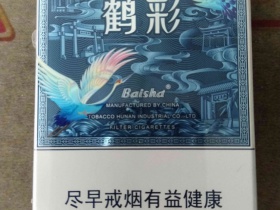 鹤彩
Baisha
MANUFACTURED BY CHINA
TOBACCO HUNAN INDUSTRIAL CO., LTD
FILTER CIGARETTES
尽早戒烟有益健康